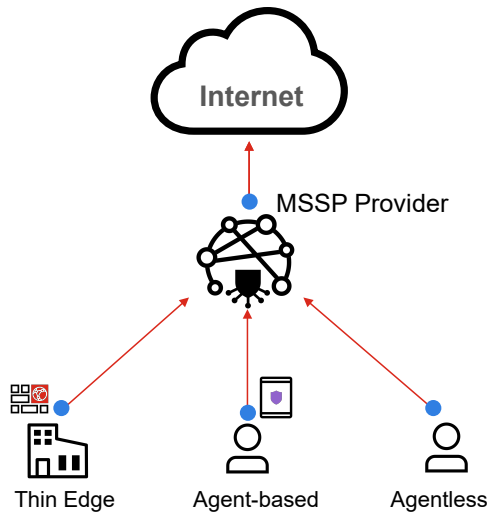 Internet
MSSP Provider
Thin Edge
Agent-based
Agentless